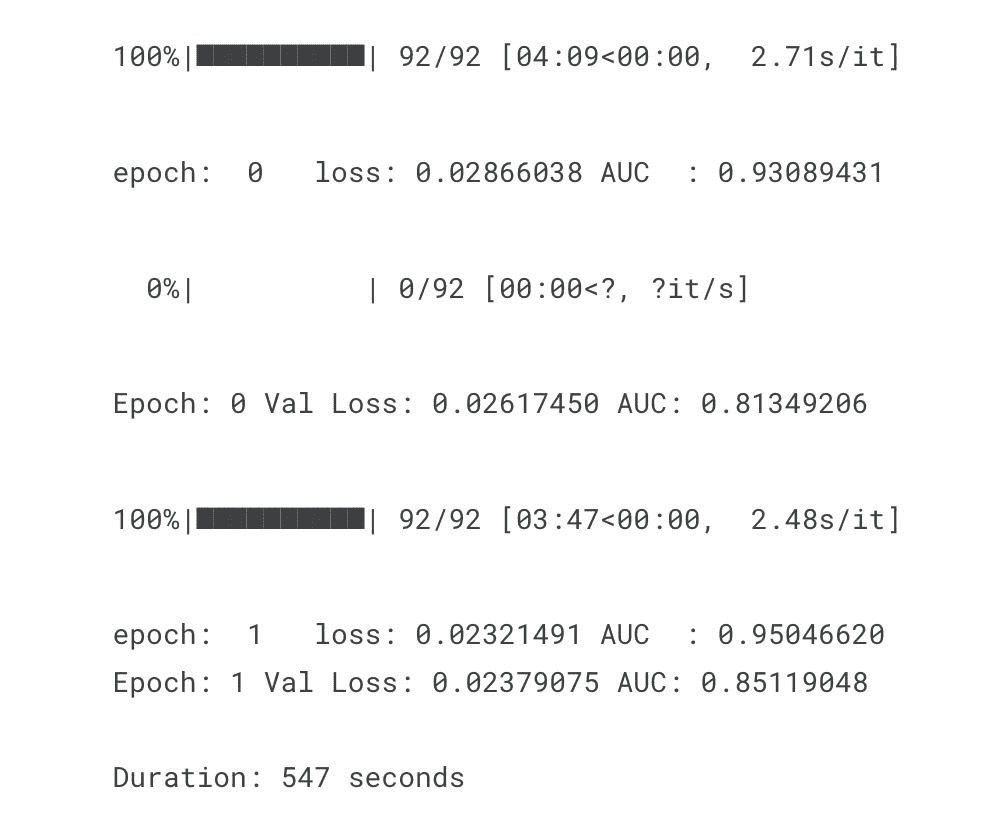 100%|██████████| 92/92 [04:09<00:00,  2.71s/it]
epoch:  0   loss: 0.02866038 AUC  : 0.93089431
  0%|          | 0/92 [00:00<?, ?it/s]
Epoch: 0 Val Loss: 0.02617450 AUC: 0.81349206
100%|██████████| 92/92 [03:47<00:00,  2.48s/it]
epoch:  1   loss: 0.02321491 AUC  : 0.95046620
Epoch: 1 Val Loss: 0.02379075 AUC: 0.85119048
Duration: 547 seconds